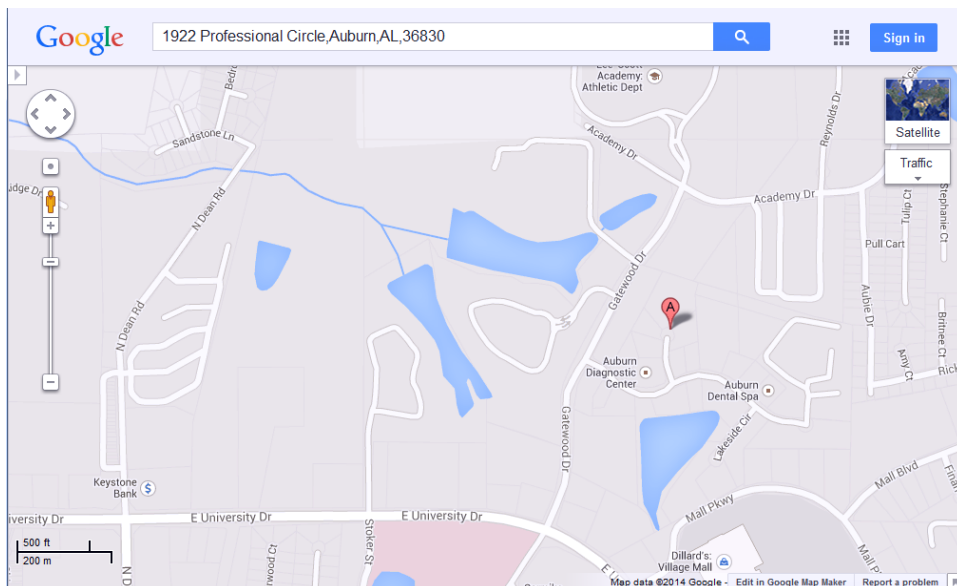 Google
1922 Professional Circle,Auburn,AL,36830
Sign in
Academy:
Athletic Dept
Satellite
Traffic
Sandstone Ln
Academy Dr
Reynolds Dr
Academy Dr
Tulip Ct
Stephanie Ct
N Dean Rd
Pull Cart
Gatewood Dr
Aubie Dr
A
N Dean Rd
Britnee Ct
Amy Ct
Auburn
Diagnostic
Center
Auburn
Dental Spa
Gatewood Dr
Lakeside Cir
Keystone
Bank
$
Mall Blvd
Mall Pkwy
E University Dr
E University Dr
Stoker St
500 ft
200 m
Dillard's:
Village Mall
Map data ©2014 Google -
Edit in Google Map Maker
Report a problem